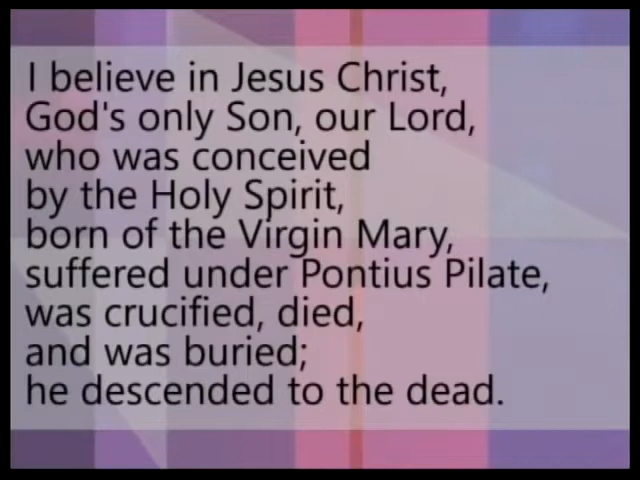 I believe in Jesus Christ,
God's only Son, our Lord,
who was conceived
by the Holy Spirit,
born of the Virgin Mary,
suffered under Pontius Pilate,
was crucified, died,
and was buried;
he descended to the dead.